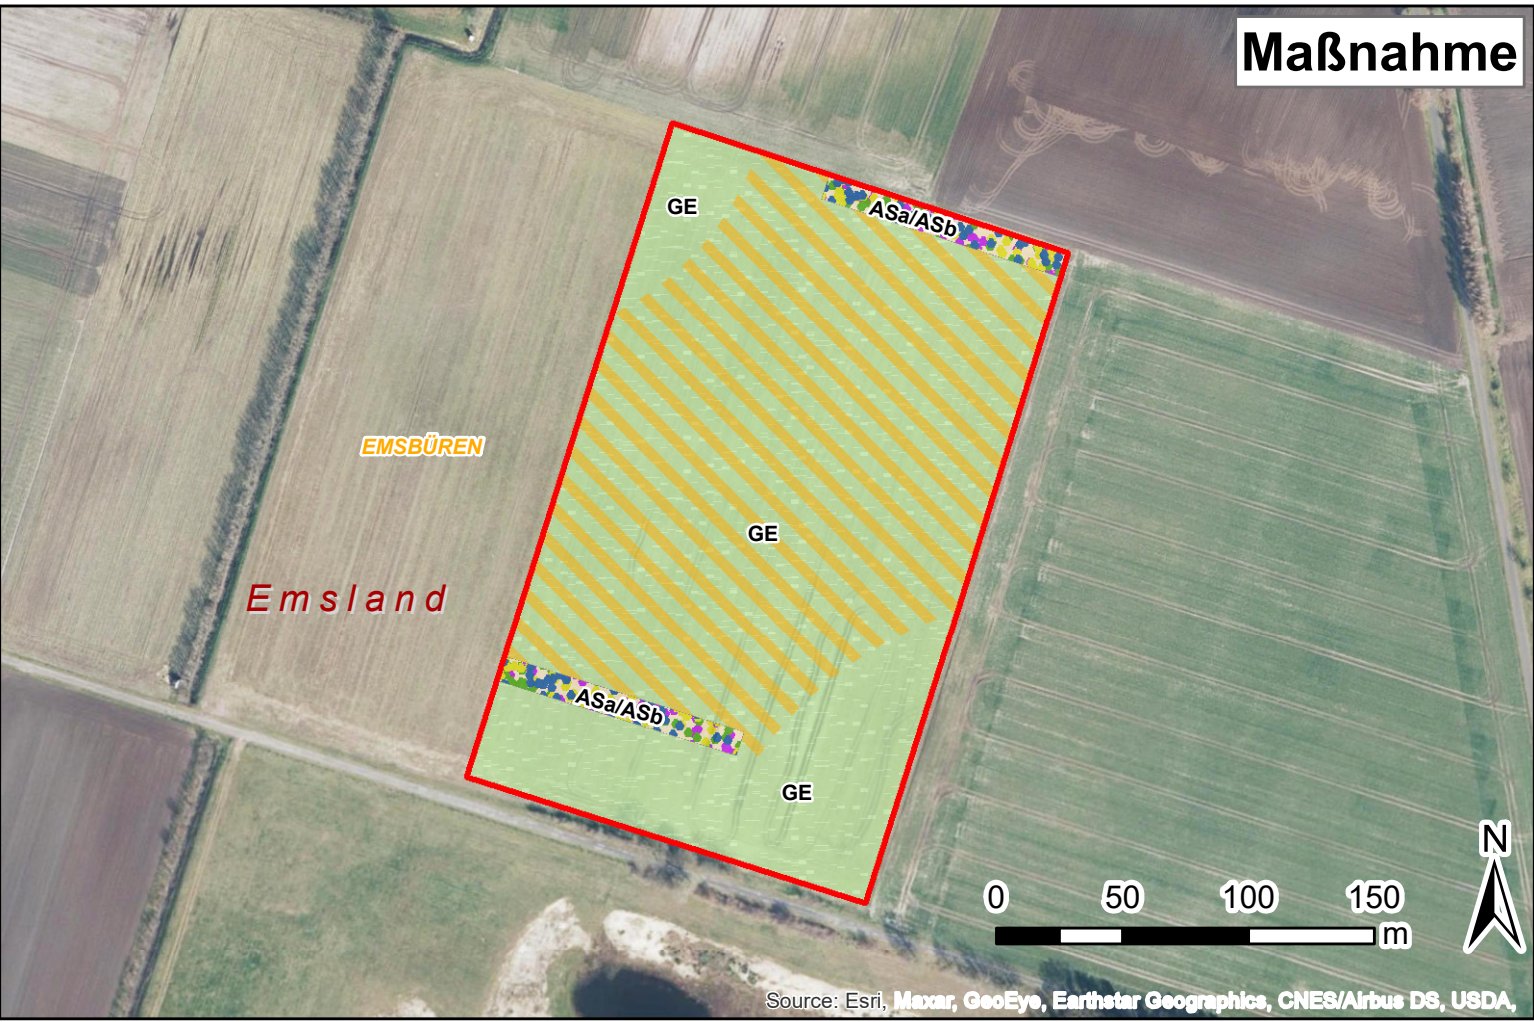 Maßnahme
GE
ASa/ASb
EMSBÜREN
GE
Emsland
ASa/ASb
GE
N
0 50 100 150
m
Source: Esri, Maxar, GeoEye, Earthstar Geographics, CNES/Airbus DS, USDA,